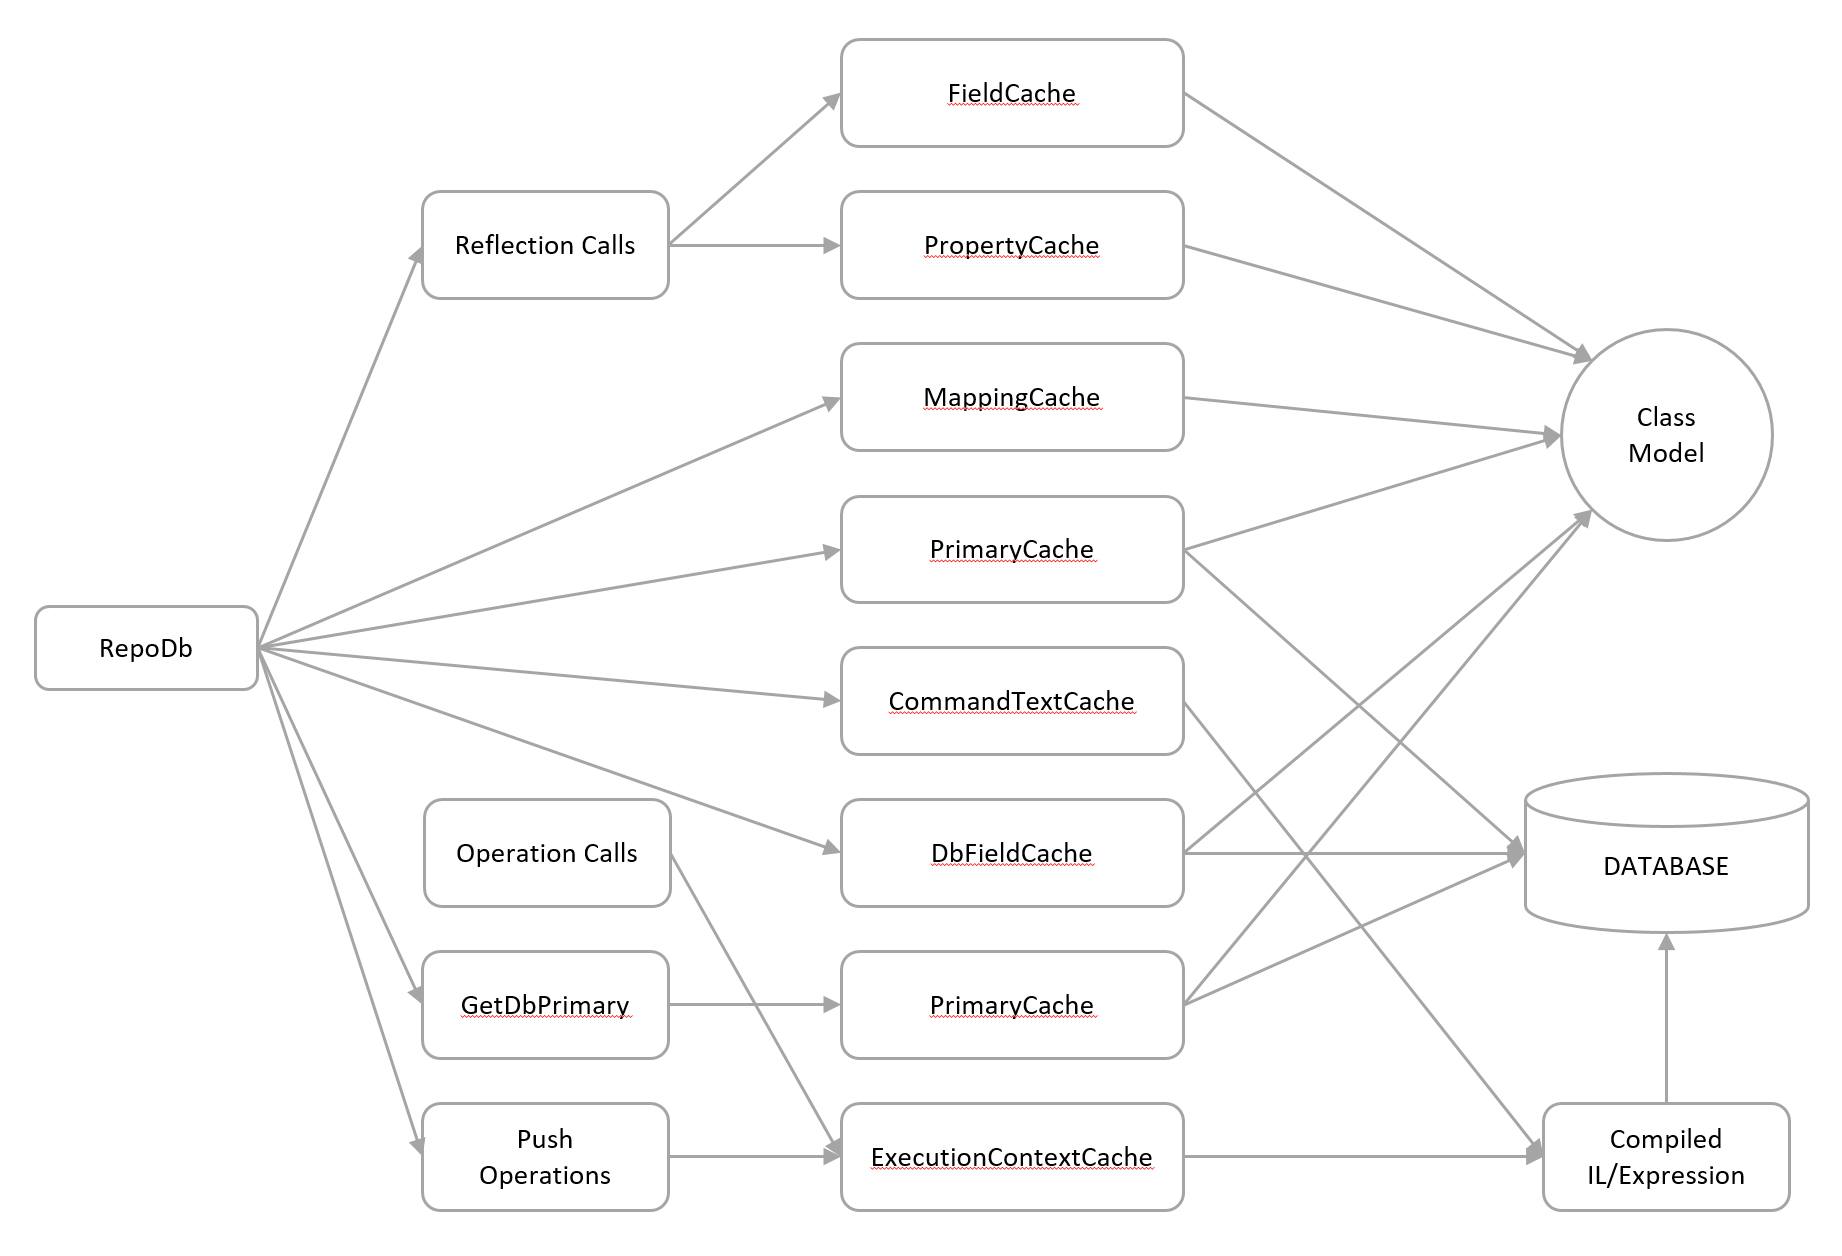 FieldCache
Reflection Calls
PropertyCache
MappingCache
Class
Model
PrimaryCache
RepoDb
CommandTextCache
Operation Calls
DbFieldCache
DATABASE
GetDbPrimary
PrimaryCache
Push
Operations
ExecutionContextCache
Compiled
IL/Expression